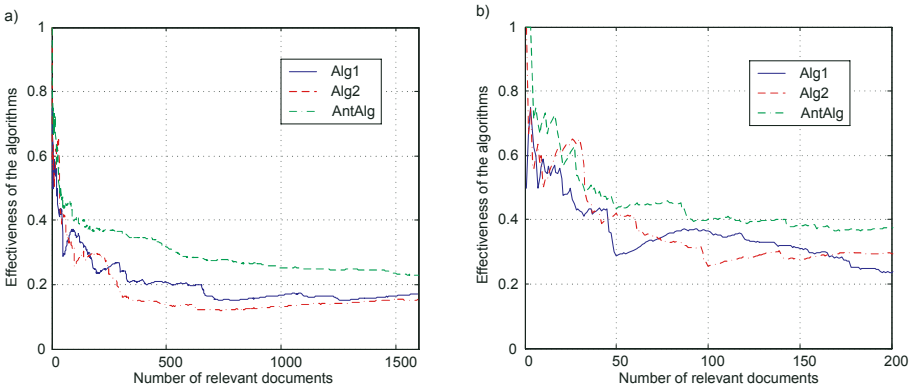 a)
Effectiveness of the algorithms
1
0.8
0.6
0.4
0.2
0
0
500
1000
1500
Number of relevant documents
Alg1
Alg2
AntAlg
b)
Effectiveness of the algorithms
1
0.8
0.6
0.4
0.2
0
0
50
100
150
200
Number of relevant documents
Alg1
Alg2
AntAlg